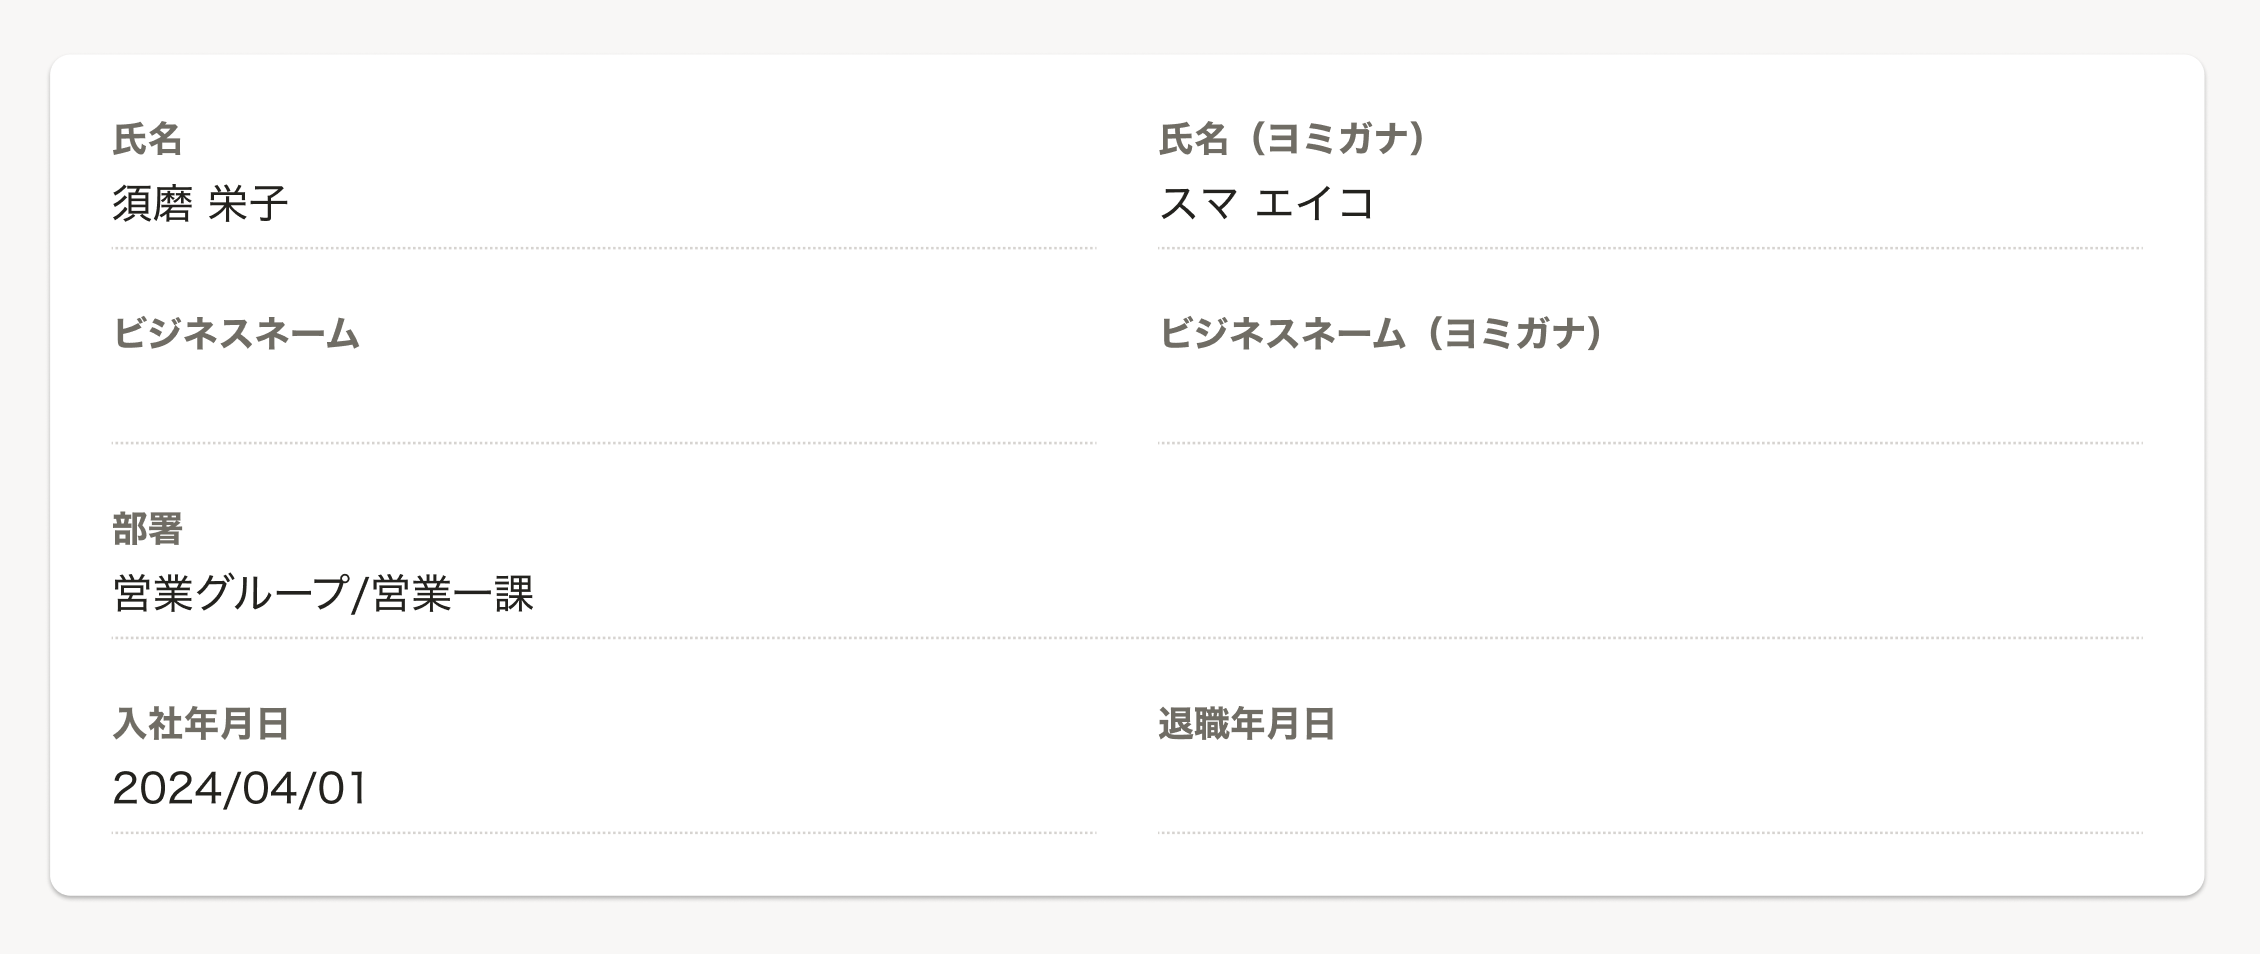 氏名
須磨 栄子
氏名（ヨミガナ）
スマ エイコ
ビジネスネーム
ビジネスネーム（ヨミガナ）
部署
営業グループ/営業一課
入社年月日
2024/04/01
退職年月日